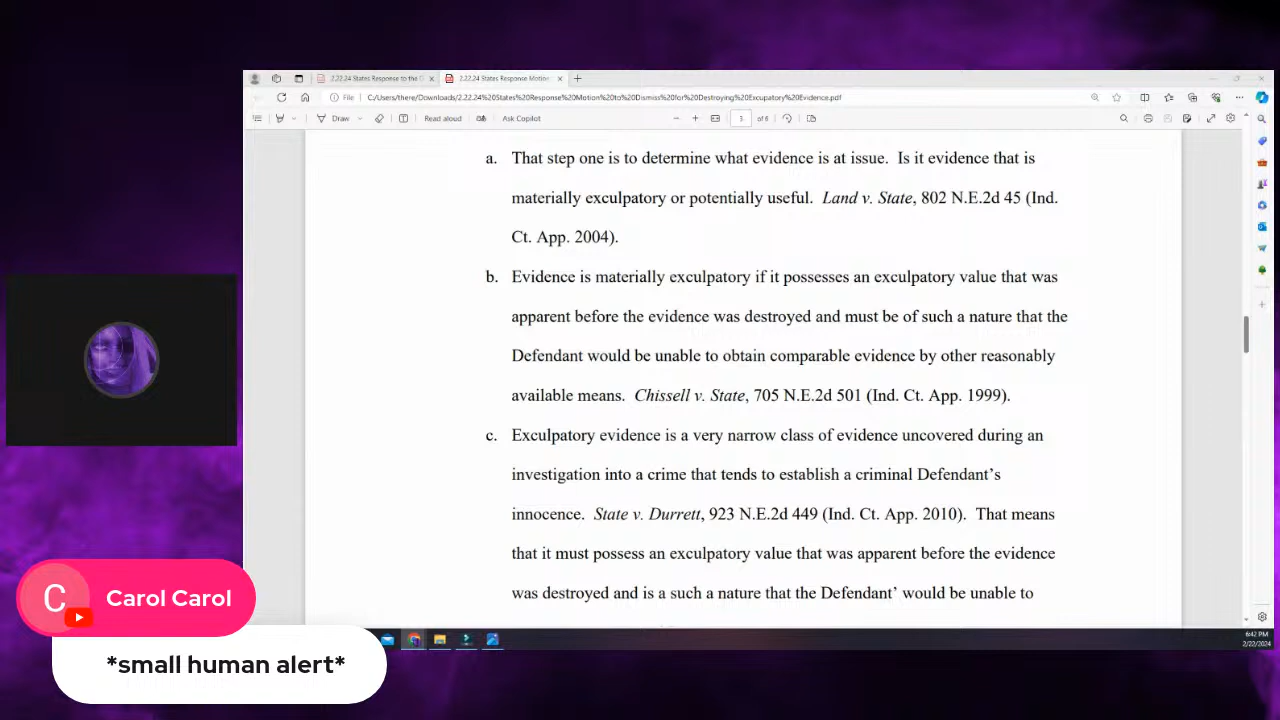 2.22.24 States Response to the D
2.22.24 States Response Motion
File
C:/Users/there/Downloads/2.22.24%20States%20Response%20Motion%20to%20Dismiss%20for%20Destroying%20Excupatory%20Evidence.pdf
Draw
Read aloud
Ask Copilot
3 of 6
a. That step one is to determine what evidence is at issue. Is it evidence that is
materially exculpatory or potentially useful. Land v. State, 802 N.E.2d 45 (Ind.
Ct. App. 2004).
b. Evidence is materially exculpatory if it possesses an exculpatory value that was
apparent before the evidence was destroyed and must be of such a nature that the
Defendant would be unable to obtain comparable evidence by other reasonably
available means. Chissell v. State, 705 N.E.2d 501 (Ind. Ct. App. 1999).
c. Exculpatory evidence is a very narrow class of evidence uncovered during an
investigation into a crime that tends to establish a criminal Defendant’s
innocence. State v. Durrett, 923 N.E.2d 449 (Ind. Ct. App. 2010). That means
that it must possess an exculpatory value that was apparent before the evidence
was destroyed and is a such a nature that the Defendant’ would be unable to
C
Carol Carol
*small human alert*
6:42 PM
2/22/2024